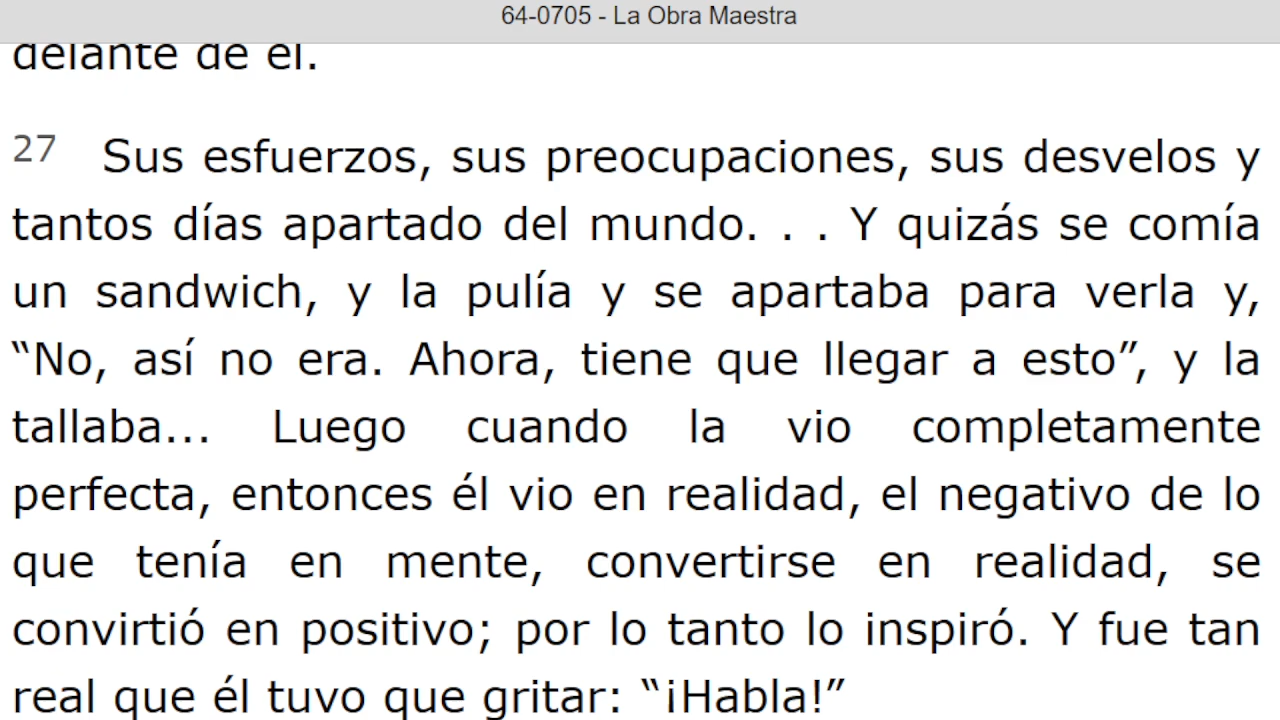 64-0705 - La Obra Maestra
delante de él.
27 Sus esfuerzos, sus preocupaciones, sus desvelos y
tantos días apartado del mundo. . . Y quizás se comía
un sandwich, y la pulía y se apartaba para verla y,
“No, así no era. Ahora, tiene que llegar a esto”, y la
tallaba... Luego cuando la vio completamente
perfecta, entonces él vio en realidad, el negativo de lo
que tenía en mente, convertirse en realidad, se
convirtió en positivo; por lo tanto lo inspiró. Y fue tan
real que él tuvo que gritar: “¡Habla!”